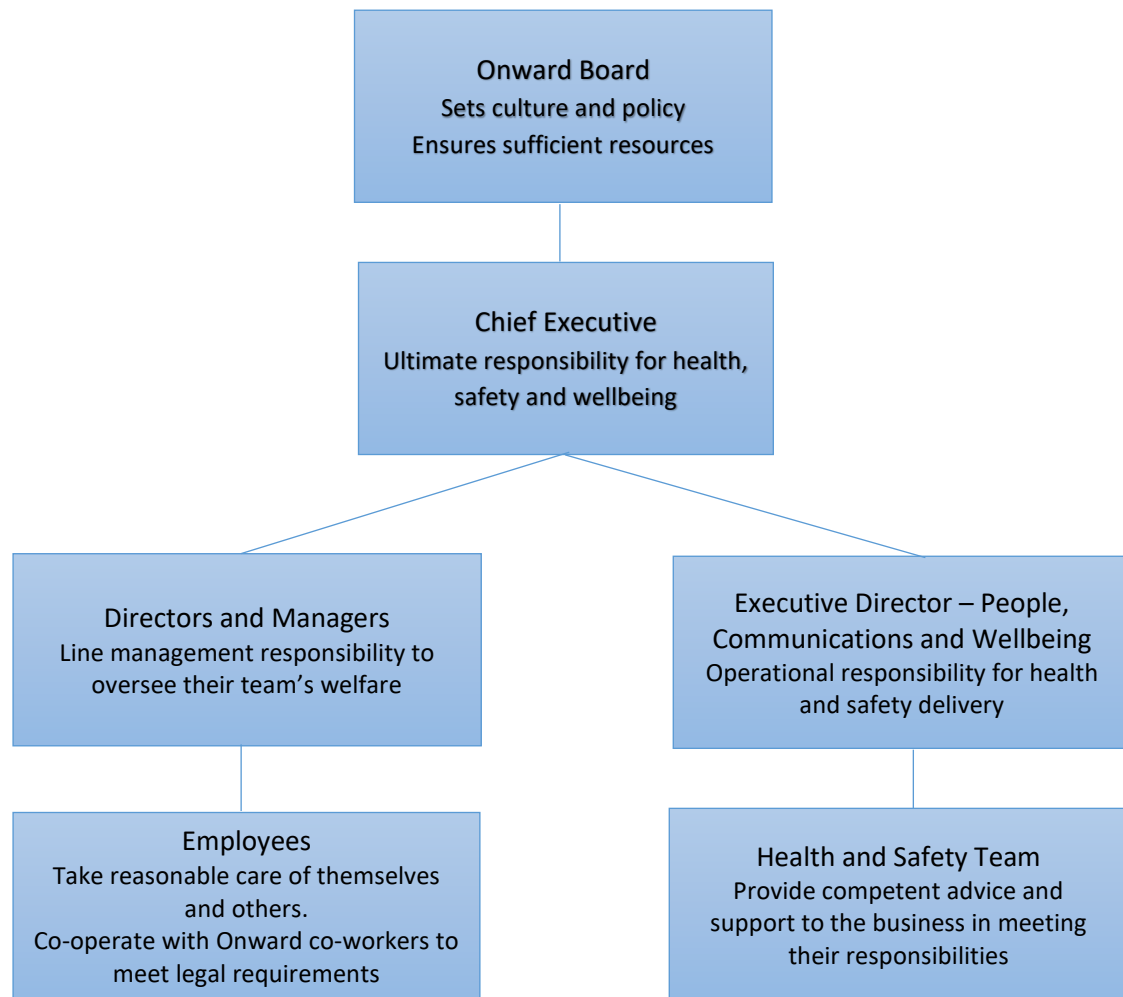 Onward Board
Sets culture and policy
Ensures sufficient resources
Chief Executive
Ultimate responsibility for health,
safety and wellbeing
Directors and Managers
Line management responsibility to
oversee their team’s welfare
Executive Director – People,
Communications and Wellbeing
Operational responsibility for health
and safety delivery
Employees
Take reasonable care of themselves
and others.
Co-operate with Onward co-workers to
meet legal requirements
Health and Safety Team
Provide competent advice and
support to the business in meeting
their responsibilities